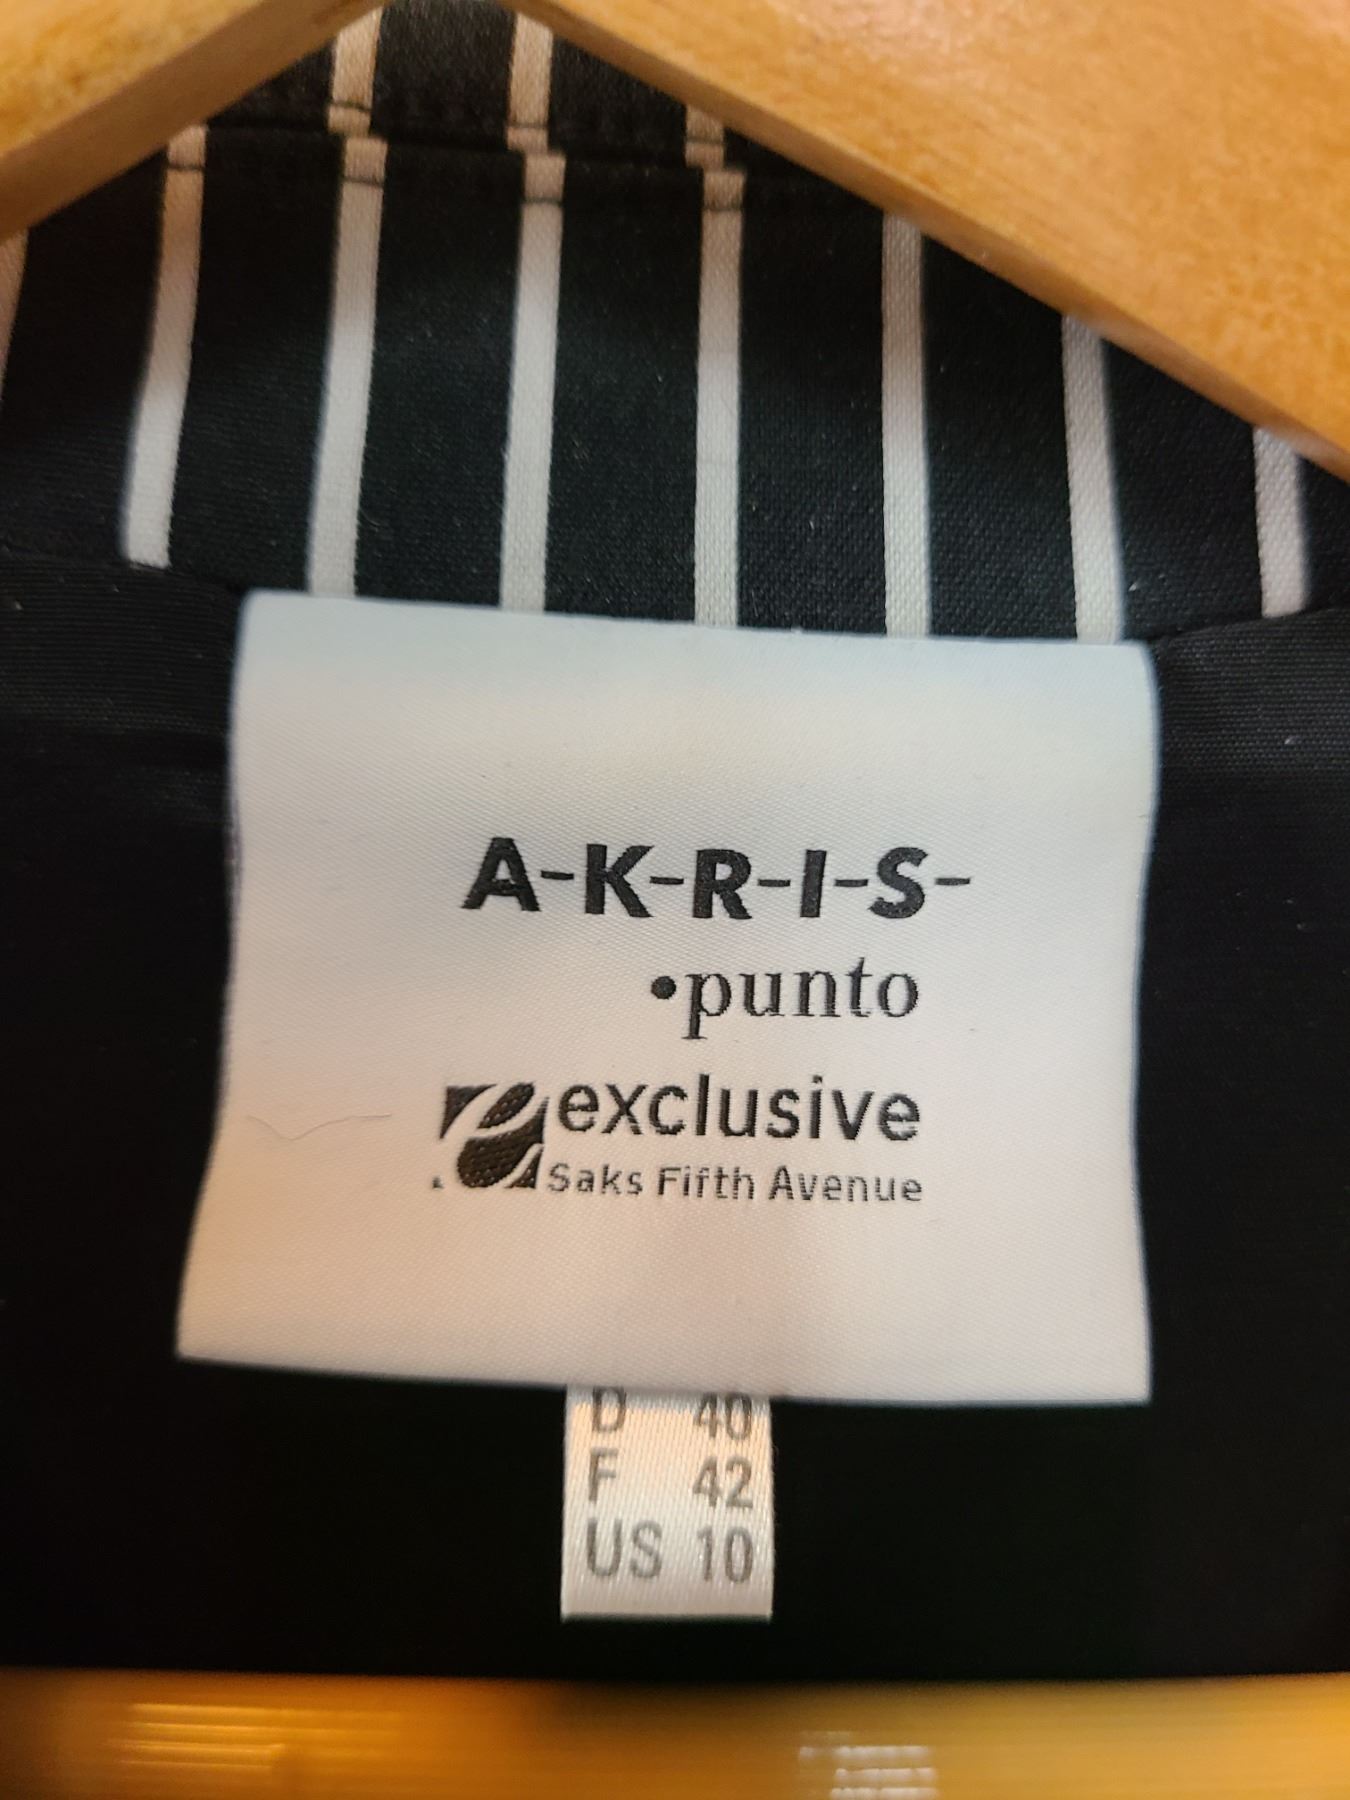 A-K-R-I-S-
•punto
exclusive
Saks Fifth Avenue
D 40
F 42
US 10